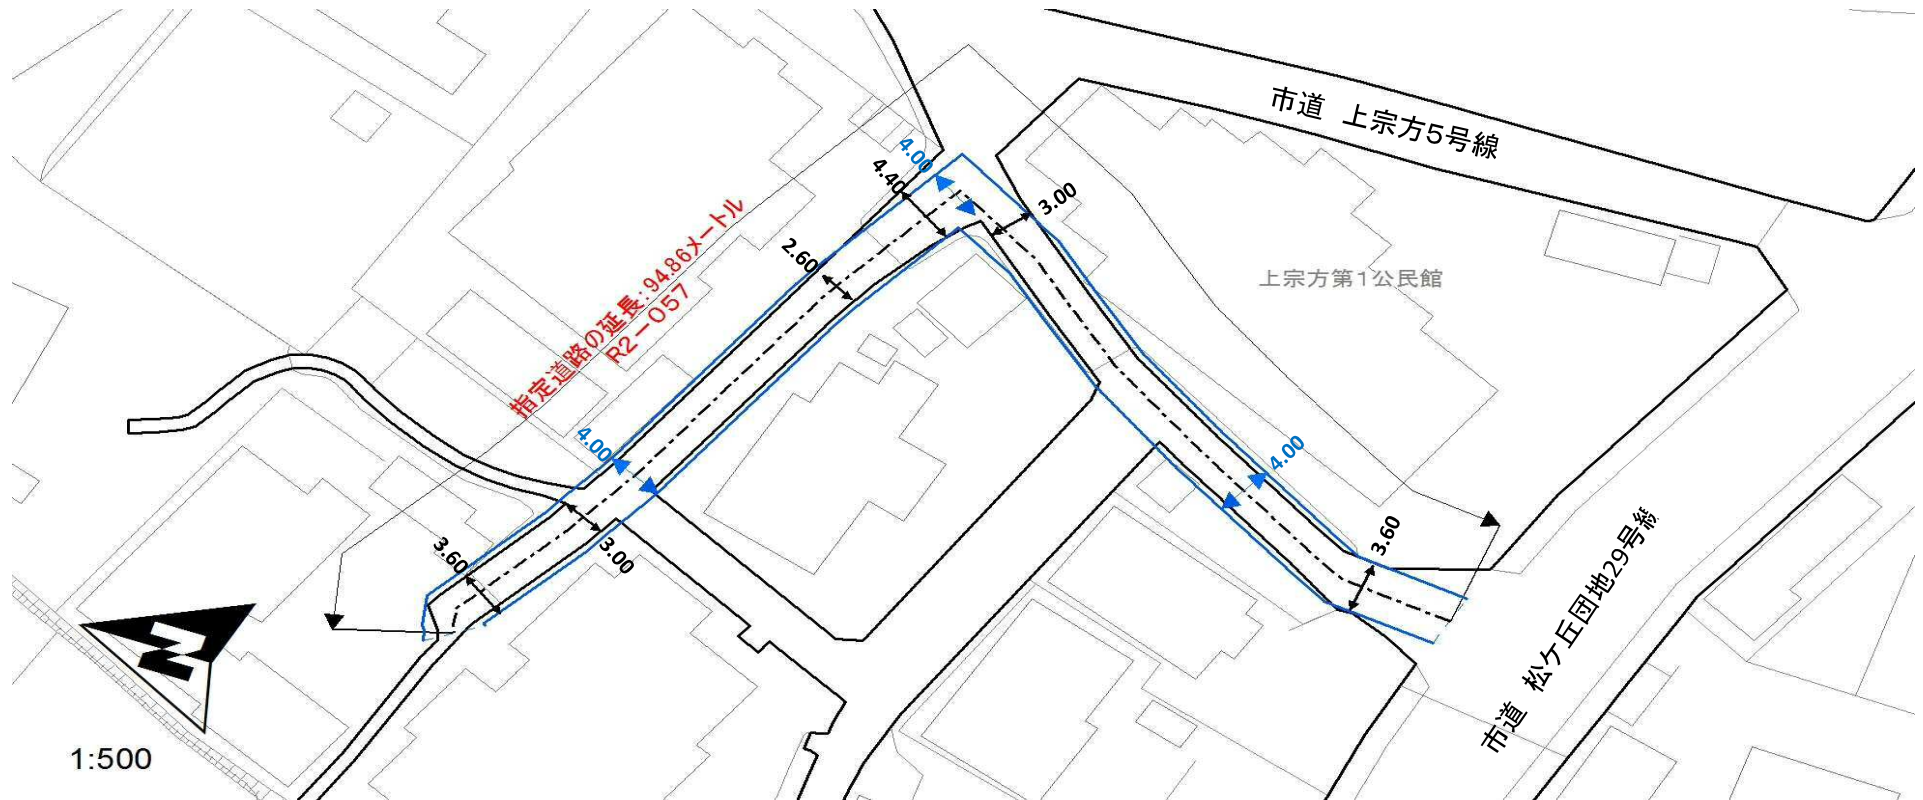 市道　上宗方5号線
4.00
4.40
3.00
2.60
指定道路の延長：94.86メートル
R2－057
上宗方第1公民館
4.00
4.00
3.60
3.00
3.60
市道　松ケ丘団地29号線
N
1:500